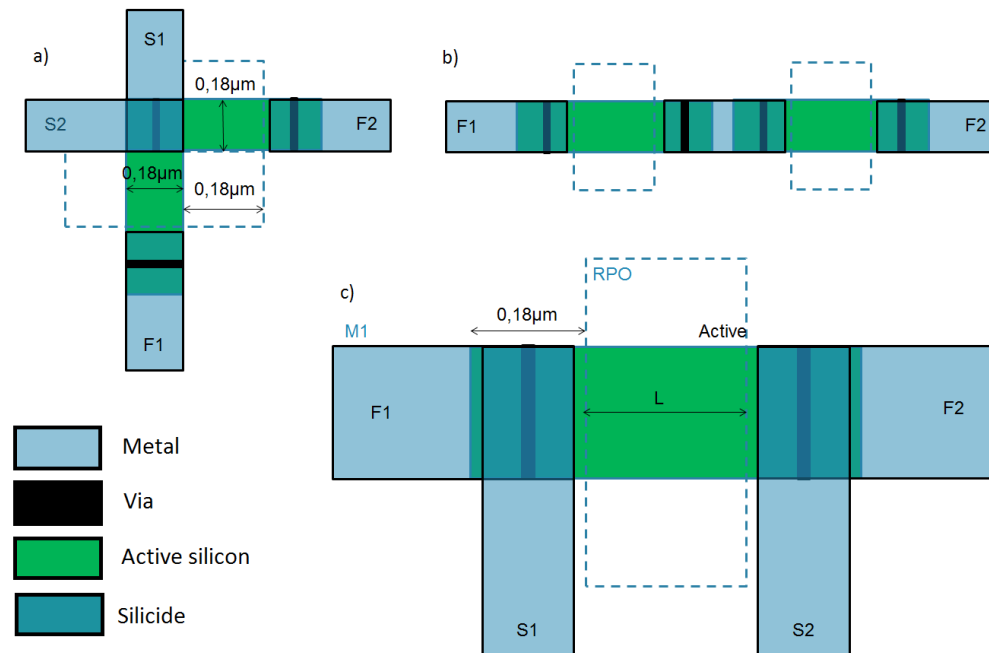 a)
S1
0,18µm
S2
F2
0,18µm
0,18µm
F1
b)
F1
F2
c)
RPO
0,18µm
M1
Active
F1
L
F2
S1
S2
Metal
Via
Active silicon
Silicide